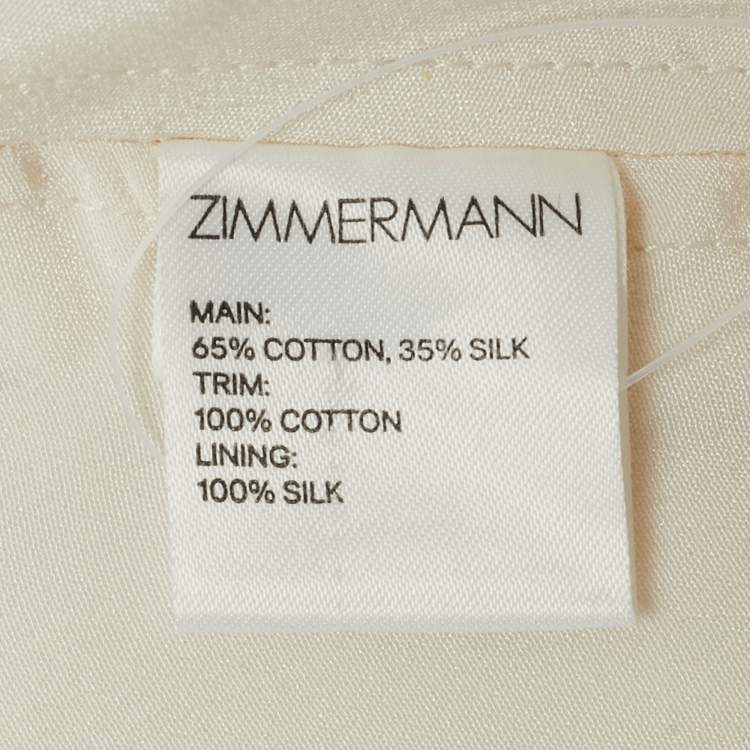 ZIMMERMANN
MAIN:
65% COTTON, 35% SILK
TRIM:
100% COTTON
LINING:
100% SILK